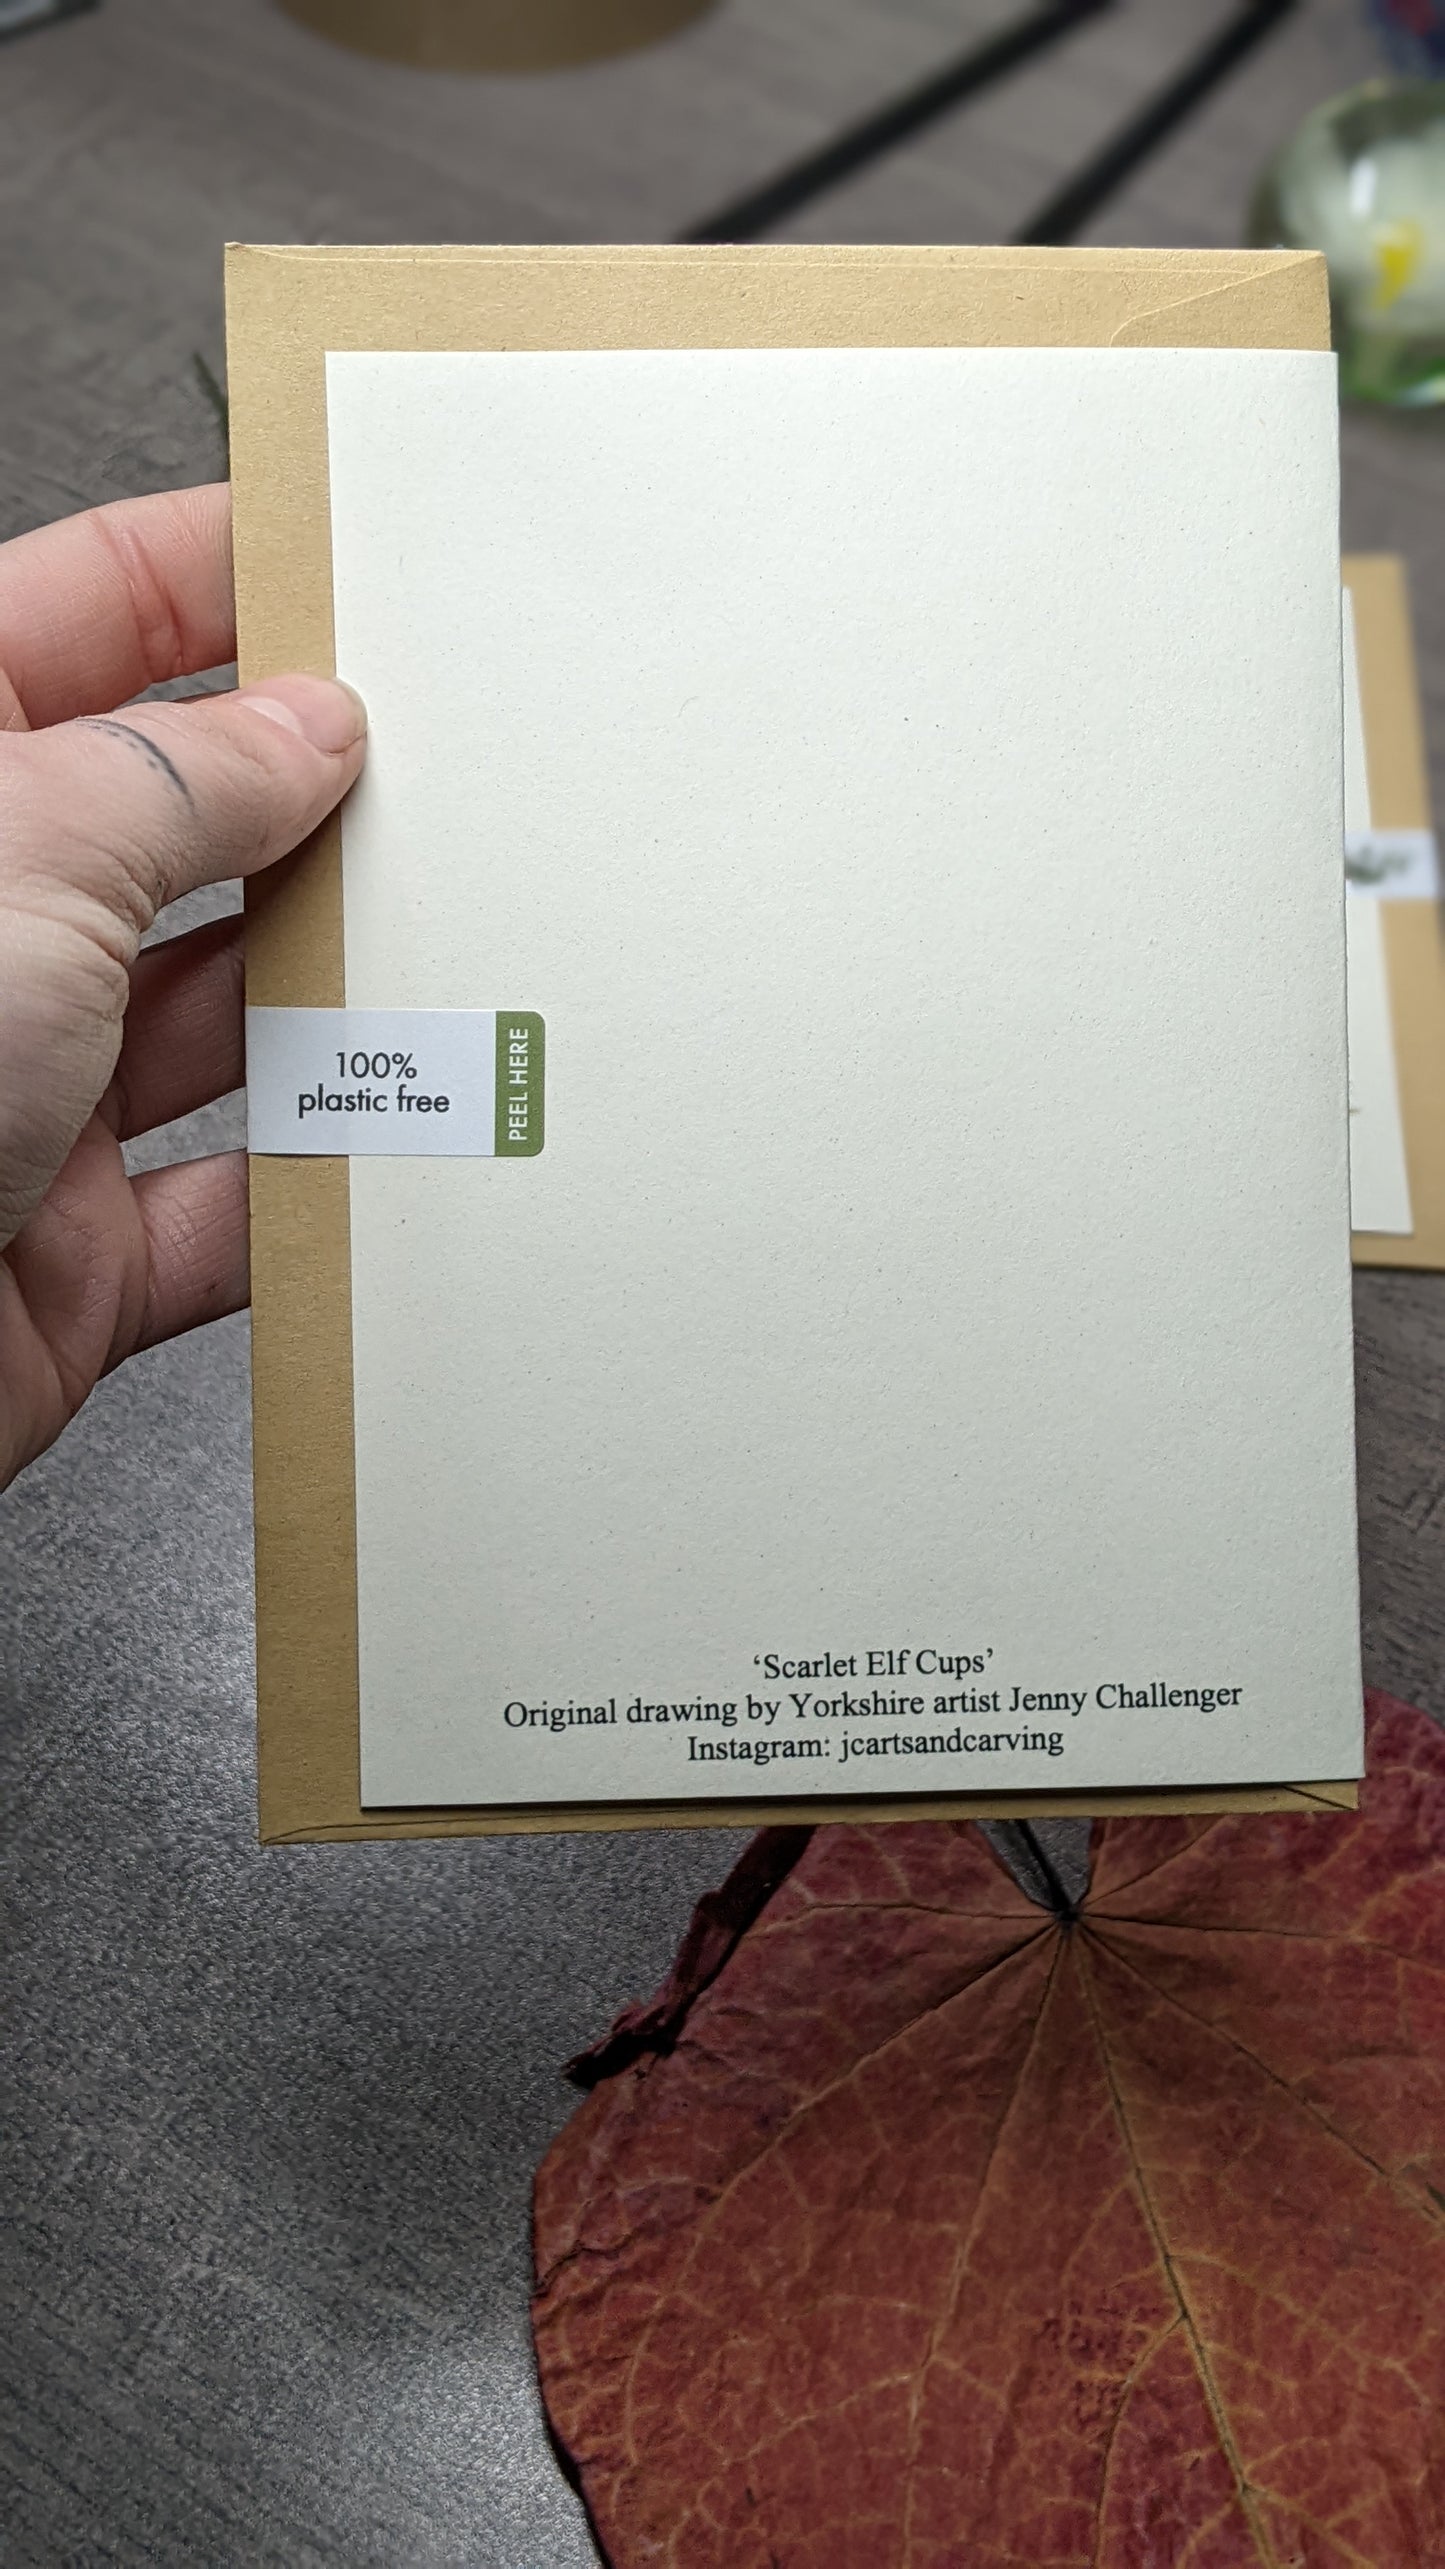 100%
plastic free
PEEL HERE
‘Scarlet Elf Cups’
Original drawing by Yorkshire artist Jenny Challenger
Instagram: jcartsandcarving